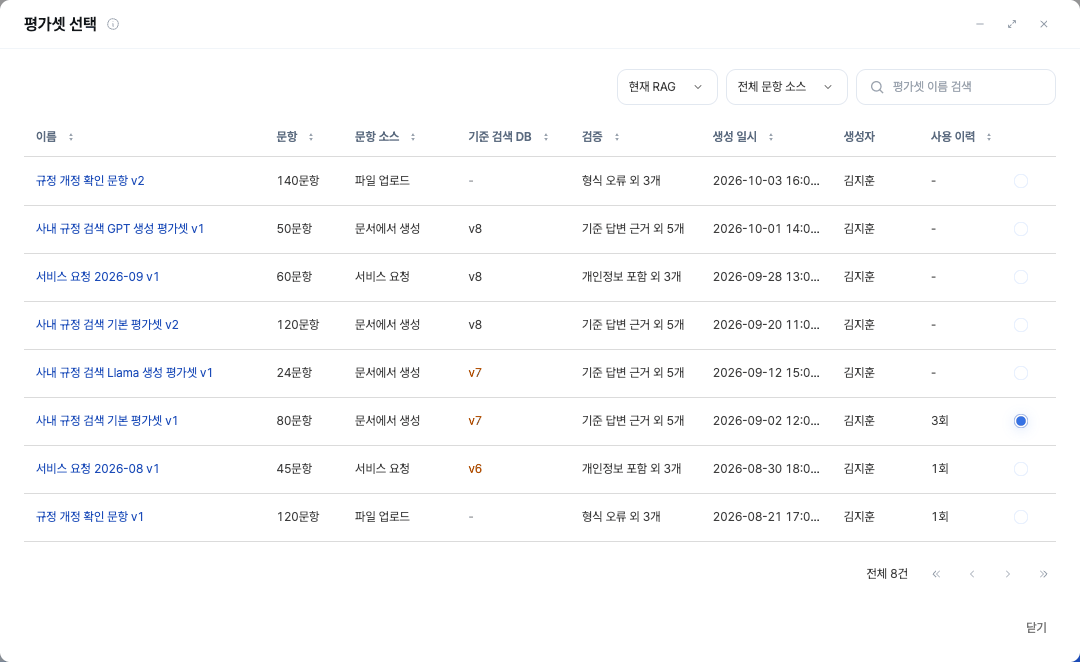 평가셋 선택
현재 RAG 전체 문항 소스 평가셋 이름 검색
이름 문항 문항 소스 기준 검색 DB 검증 생성 일시 생성자 사용 이력
규정 개정 확인 문항 v2 140문항 파일 업로드 - 형식 오류 외 3개 2026-10-03 16:0... 김지훈 -
사내 규정 검색 GPT 생성 평가셋 v1 50문항 문서에서 생성 v8 기준 답변 근거 외 5개 2026-10-01 14:0... 김지훈 -
서비스 요청 2026-09 v1 60문항 서비스 요청 v8 개인정보 포함 외 3개 2026-09-28 13:0... 김지훈 -
사내 규정 검색 기본 평가셋 v2 120문항 문서에서 생성 v8 기준 답변 근거 외 5개 2026-09-20 11:0... 김지훈 -
사내 규정 검색 Llama 생성 평가셋 v1 24문항 문서에서 생성 v7 기준 답변 근거 외 5개 2026-09-12 15:0... 김지훈 -
사내 규정 검색 기본 평가셋 v1 80문항 문서에서 생성 v7 기준 답변 근거 외 5개 2026-09-02 12:0... 김지훈 3회
서비스 요청 2026-08 v1 45문항 서비스 요청 v6 개인정보 포함 외 3개 2026-08-30 18:0... 김지훈 1회
규정 개정 확인 문항 v1 120문항 파일 업로드 - 형식 오류 외 3개 2026-08-21 17:0... 김지훈 1회
전체 8건
닫기